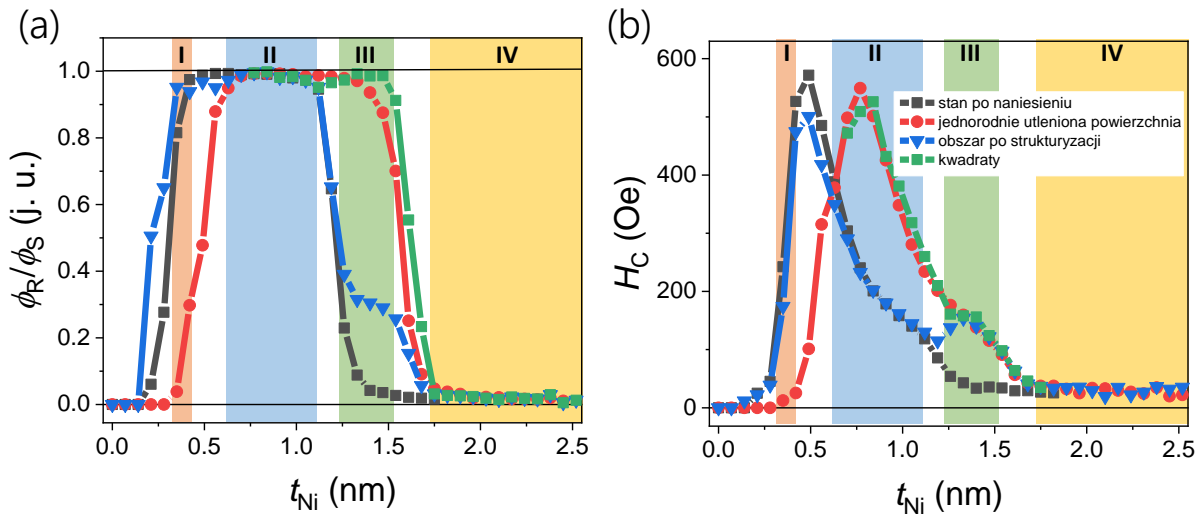 (a)
I II III IV
1.0
0.8
0.6
0.4
0.2
0.0
ϕR/ϕS (j. u.)
0.0 0.5 1.0 1.5 2.0 2.5
tNi (nm)
(b)
I II III IV
stan po naniesieniu
jednorodnie utleniona powierzchnia
obszar po strukturyzacji
kwadraty
600
400
200
0
HC (Oe)
0.0 0.5 1.0 1.5 2.0 2.5
tNi (nm)